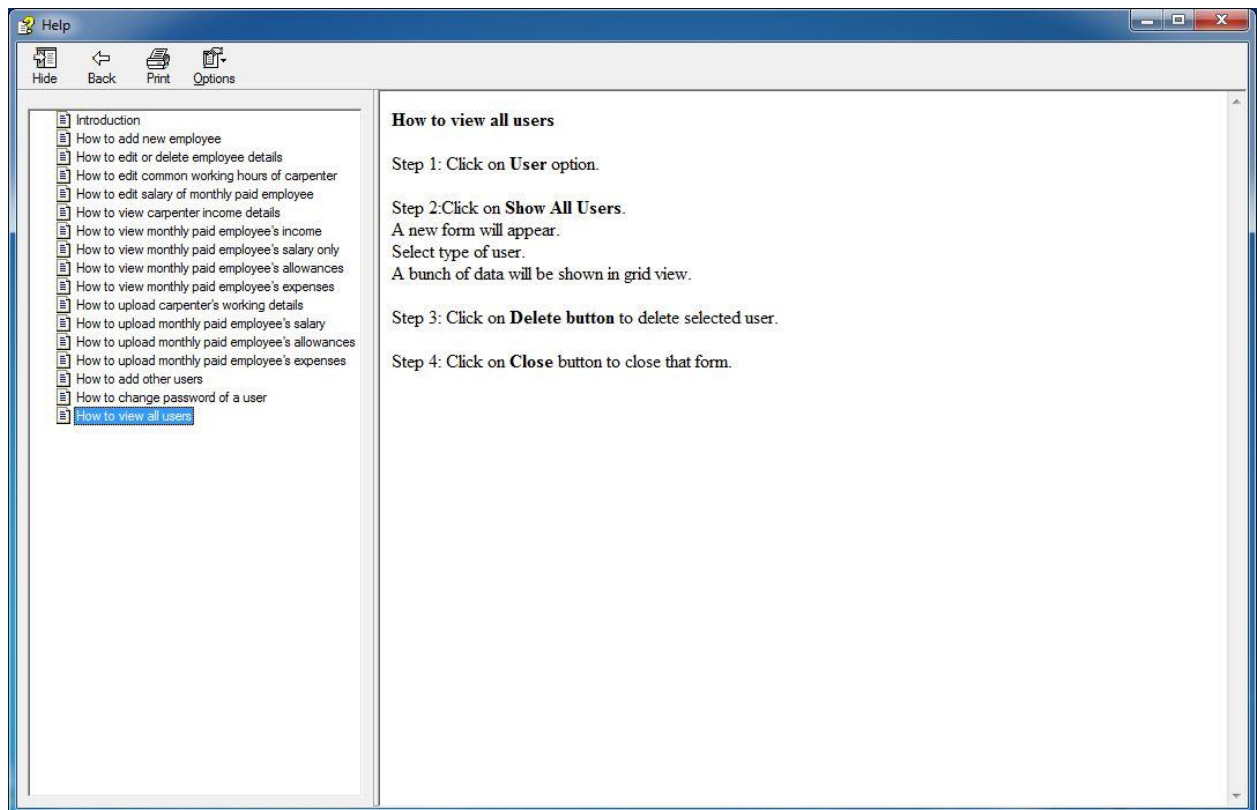 Help
Hide Back Print Options
Introduction
How to add new employee
How to edit or delete employee details
How to edit common working hours of carpenter
How to edit salary of monthly paid employee
How to view carpenter income details
How to view monthly paid employee's income
How to view monthly paid employee's salary only
How to view monthly paid employee's allowances
How to view monthly paid employee's expenses
How to upload carpenter's working details
How to upload monthly paid employee's salary
How to upload monthly paid employee's allowances
How to upload monthly paid employee's expenses
How to add other users
How to change password of a user
How to view all users
How to view all users
Step 1: Click on User option.
Step 2:Click on Show All Users.
A new form will appear.
Select type of user.
A bunch of data will be shown in grid view.
Step 3: Click on Delete button to delete selected user.
Step 4: Click on Close button to close that form.